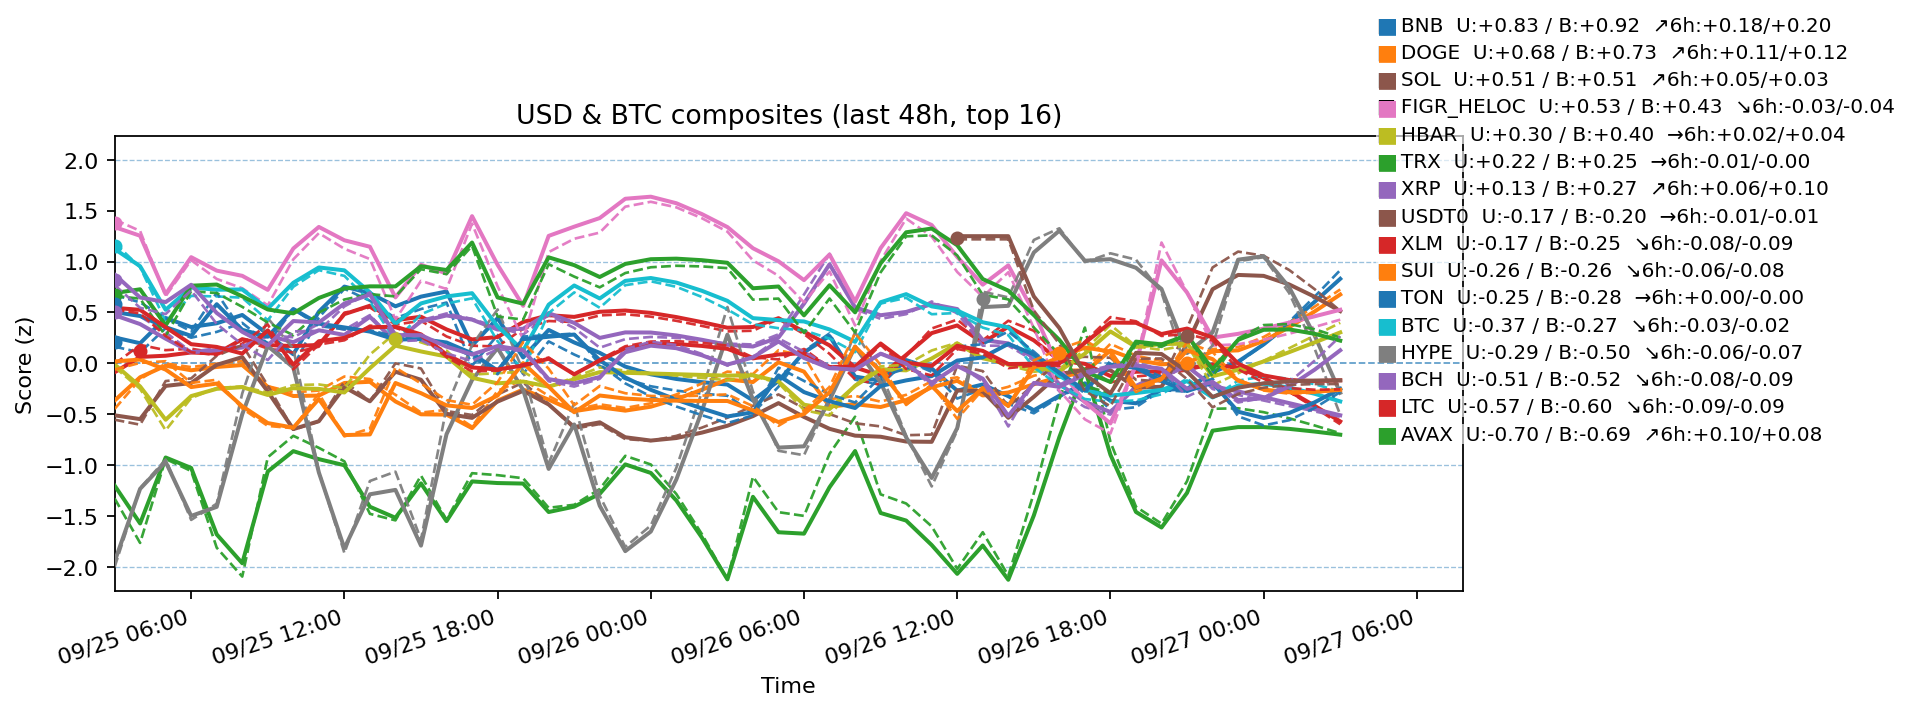 BNB U:+0.83 / B:+0.92 ↗6h:+0.18/+0.20
DOGE U:+0.68 / B:+0.73 ↗6h:+0.11/+0.12
SOL U:+0.51 / B:+0.51 ↗6h:+0.05/+0.03
FIGR_HELOC U:+0.53 / B:+0.43 ↘6h:-0.03/-0.04
HBAR U:+0.30 / B:+0.40 →6h:+0.02/+0.04
TRX U:+0.22 / B:+0.25 →6h:-0.01/-0.00
XRP U:+0.13 / B:+0.27 ↗6h:+0.06/+0.10
USDT0 U:-0.17 / B:-0.20 →6h:-0.01/-0.01
XLM U:-0.17 / B:-0.25 ↘6h:-0.08/-0.09
SUI U:-0.26 / B:-0.26 ↘6h:-0.06/-0.08
TON U:-0.25 / B:-0.28 →6h:+0.00/-0.00
BTC U:-0.37 / B:-0.27 ↘6h:-0.03/-0.02
HYPE U:-0.29 / B:-0.50 ↘6h:-0.06/-0.07
BCH U:-0.51 / B:-0.52 ↘6h:-0.08/-0.09
LTC U:-0.57 / B:-0.60 ↘6h:-0.09/-0.09
AVAX U:-0.70 / B:-0.69 ↗6h:+0.10/+0.08
USD & BTC composites (last 48h, top 16)
Score (z)
2.0
1.5
1.0
0.5
0.0
−0.5
−1.0
−1.5
−2.0
09/25 06:00
09/25 12:00
09/25 18:00
09/26 00:00
09/26 06:00
09/26 12:00
09/26 18:00
09/27 00:00
09/27 06:00
Time